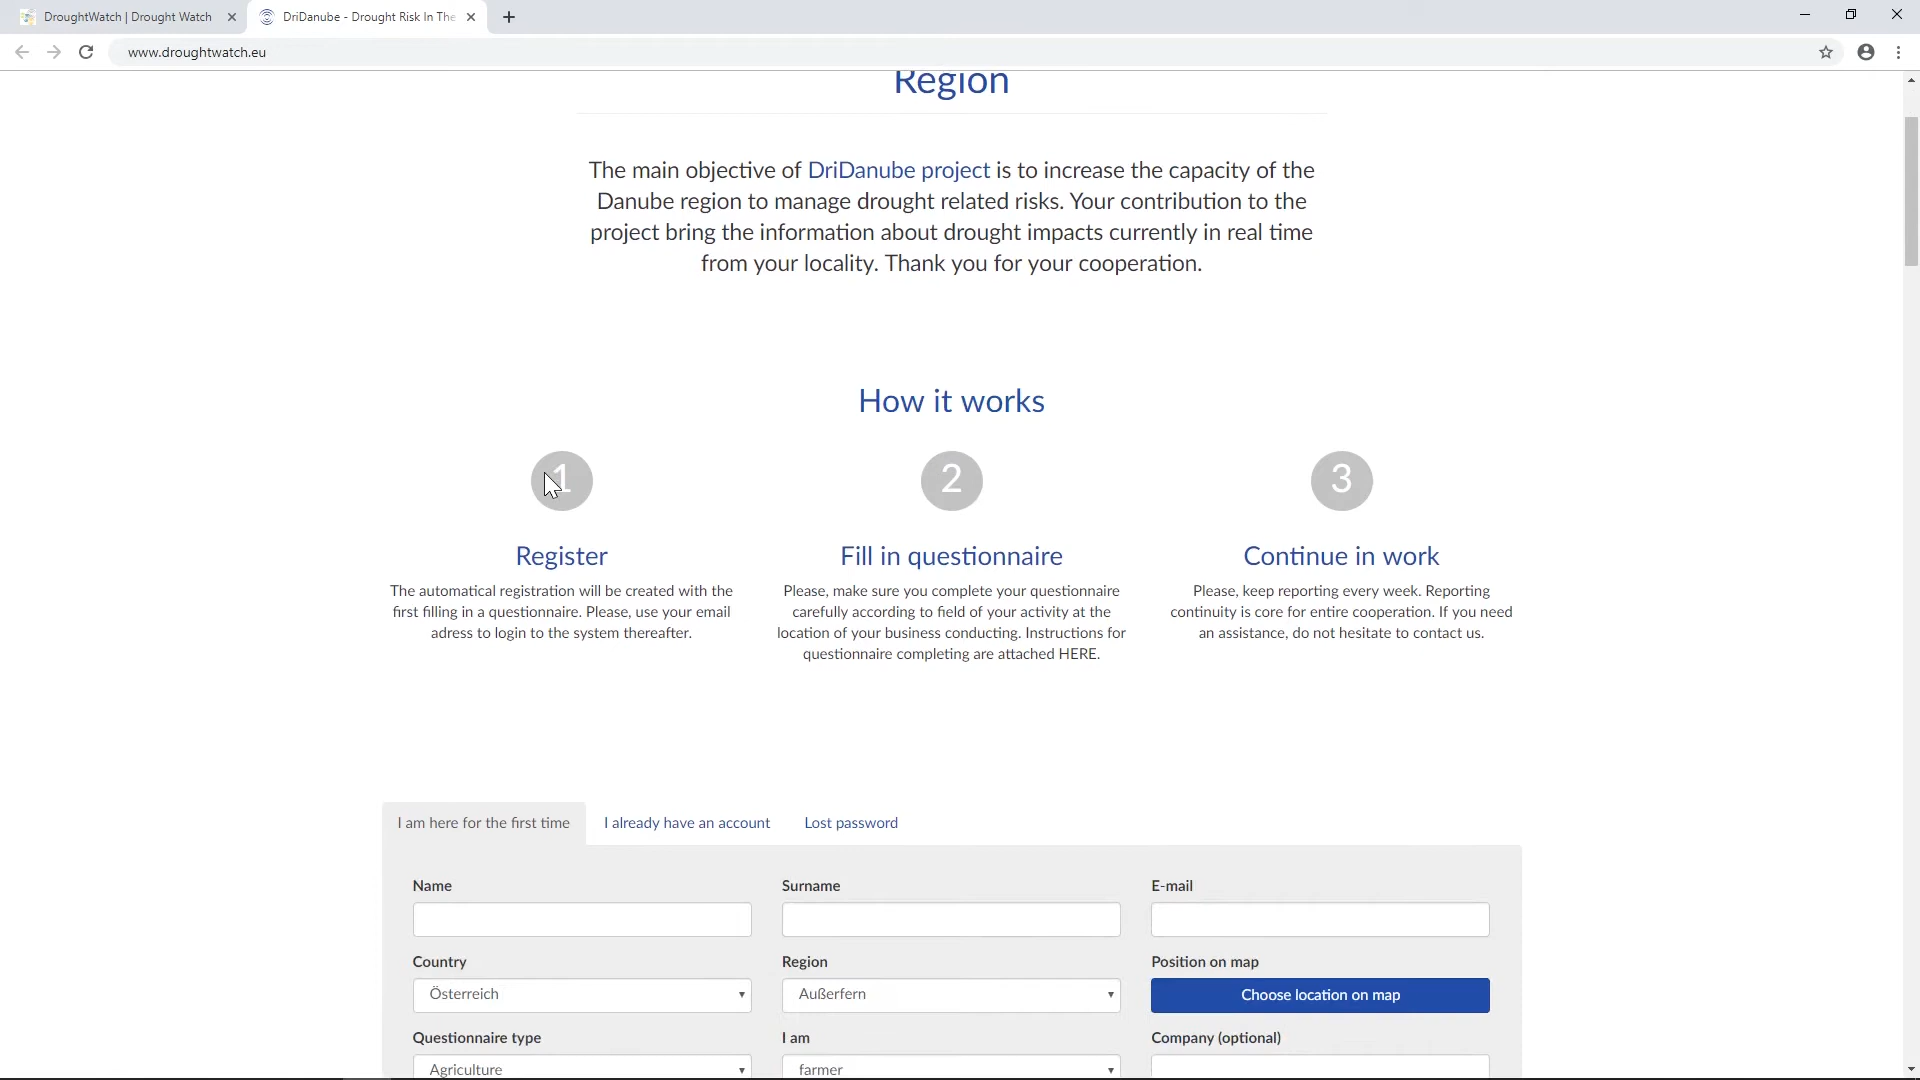 DroughtWatch | Drought Watch
DriDanube - Drought Risk In The
www.droughtwatch.eu
Region
The main objective of DriDanube project is to increase the capacity of the
Danube region to manage drought related risks. Your contribution to the
project bring the information about drought impacts currently in real time
from your locality. Thank you for your cooperation.
How it works
1
2
3
Register
Fill in questionnaire
Continue in work
The automatical registration will be created with the
first filling in a questionnaire. Please, use your email
adress to login to the system thereafter.
Please, make sure you complete your questionnaire
carefully according to field of your activity at the
location of your business conducting. Instructions for
questionnaire completing are attached HERE.
Please, keep reporting every week. Reporting
continuity is core for entire cooperation. If you need
an assistance, do not hesitate to contact us.
I am here for the first time
I already have an account
Lost password
Name
Surname
E-mail
Country
Region
Position on map
Österreich
Außerfern
Choose location on map
Questionnaire type
I am
Company (optional)
Agriculture
farmer